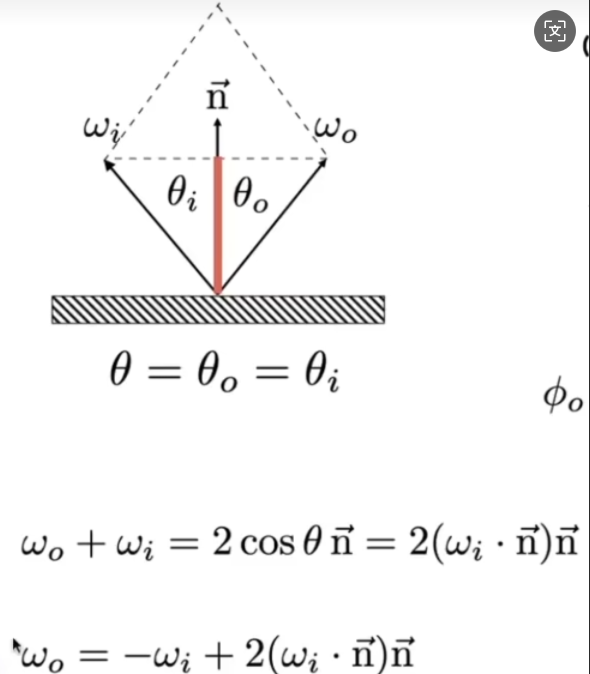 n⃗
ωᵢ ωₒ
θᵢ θₒ
θ = θₒ = θᵢ
ϕₒ
ωₒ + ωᵢ = 2 cos θ n⃗ = 2(ωᵢ · n⃗)n⃗
ωₒ = −ωᵢ + 2(ωᵢ · n⃗)n⃗